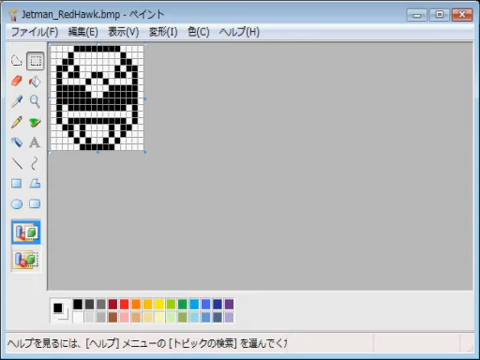 Jetman_RedHawk.bmp - ペイント
ファイル(F) 編集(E) 表示(V) 変形(I) 色(C) ヘルプ(H)
A
ヘルプを見るには、[ヘルプ] メニューの [トピックの検索] を選んでくだ